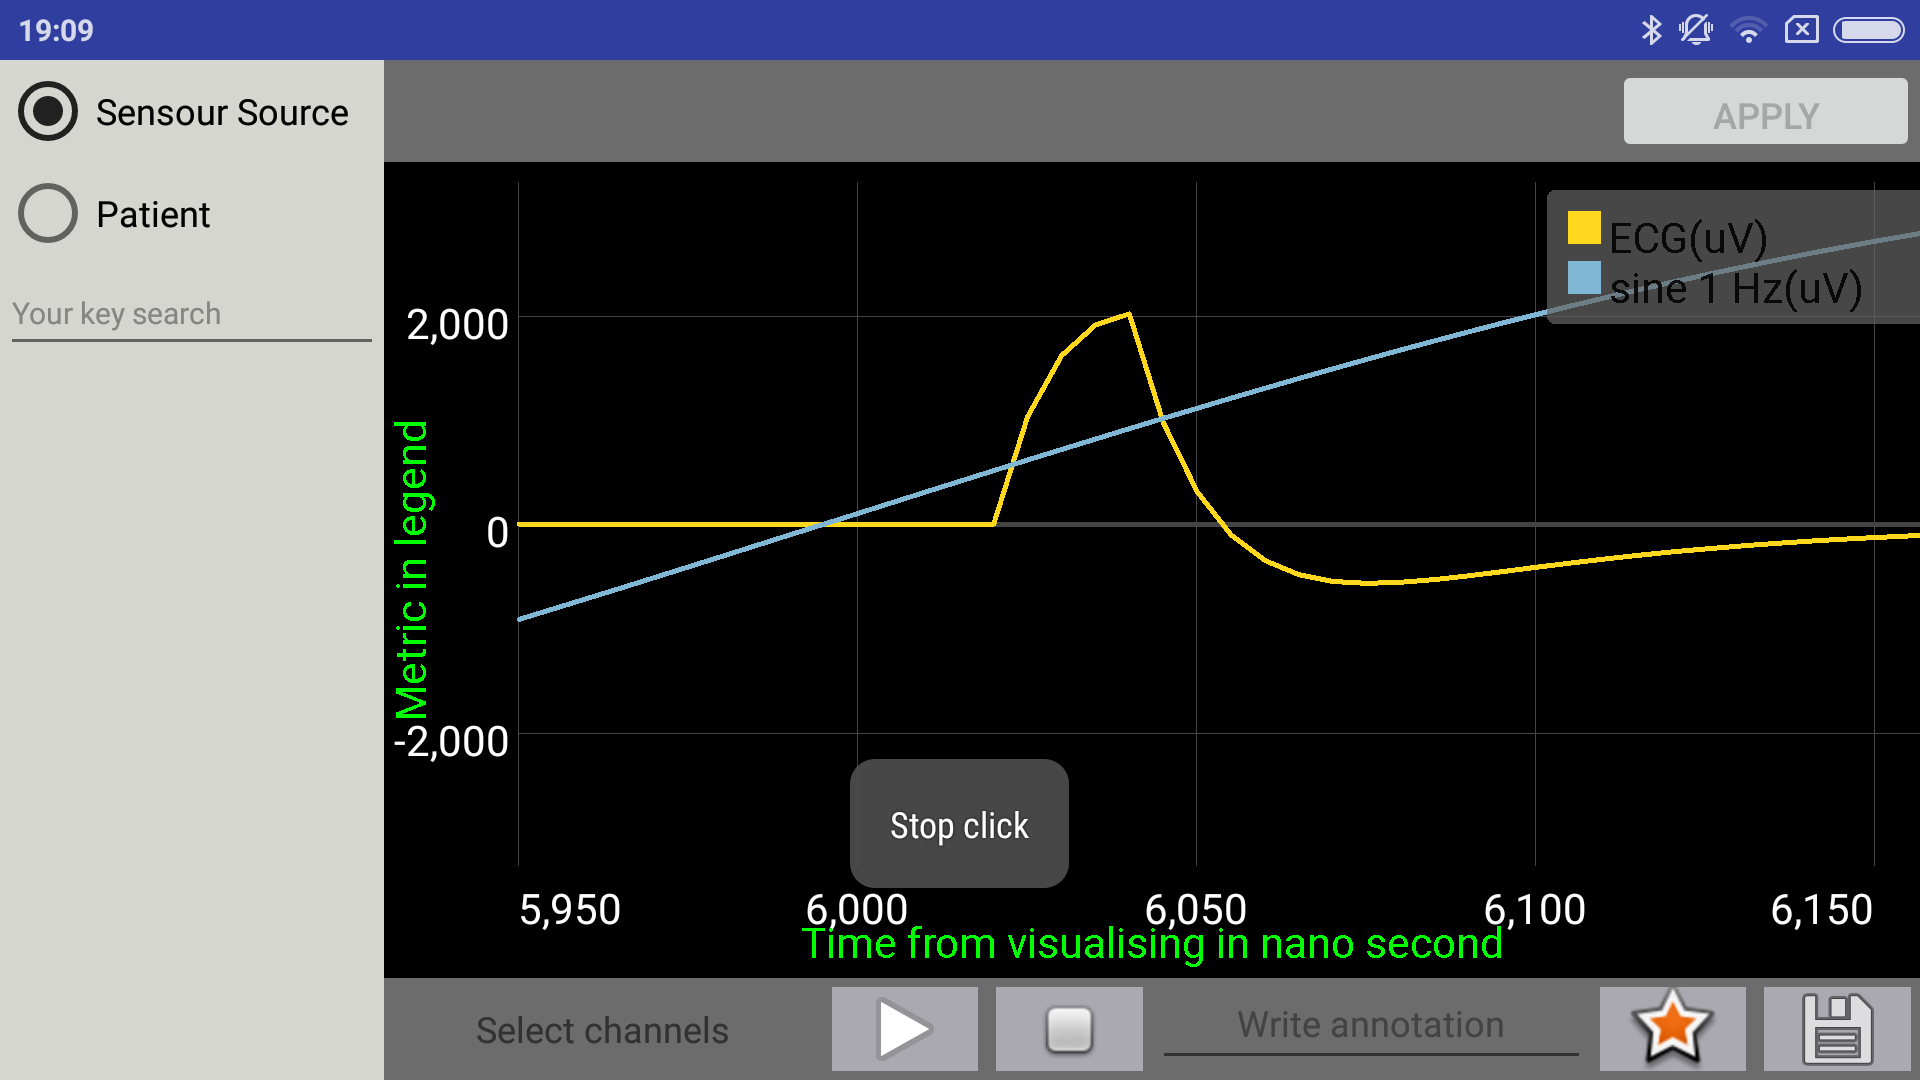 19:09
Sensour Source
Patient
Your key search
APPLY
ECG(uV)
sine 1 Hz(uV)
2,000
0
-2,000
Metric in legend
Stop click
5,950 6,000 6,050 6,100 6,150
Time from visualising in nano second
Select channels
Write annotation